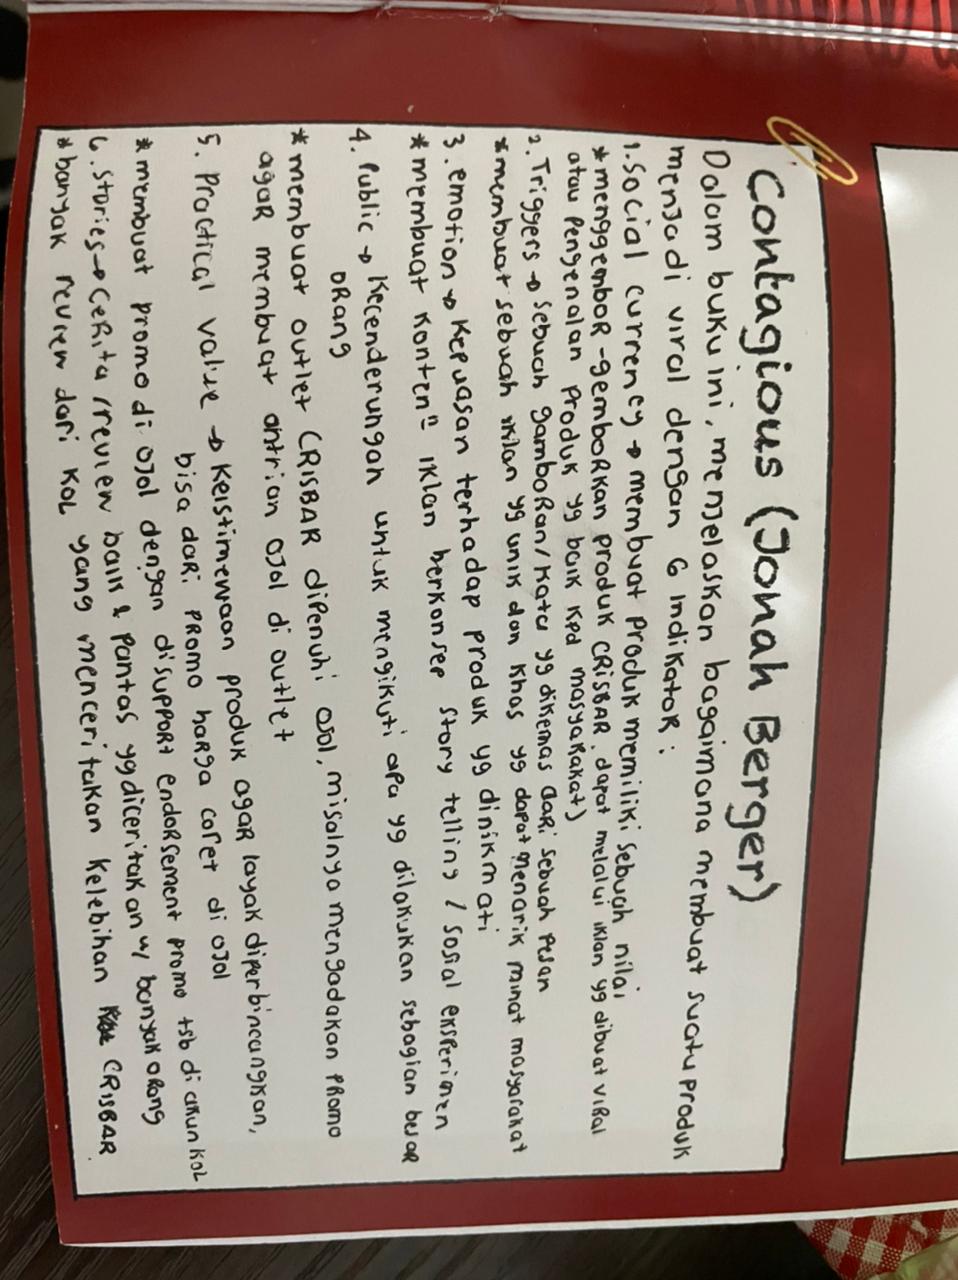 Contagious (Jonah Berger)
Dalam buku ini, menjelaskan bagaimana membuat suatu produk
menjadi viral dengan 6 indikator :
1. Social currency → membuat produk memiliki sebuah nilai
* menggembor-gemborkan produk CRISBAR. dapat melalui iklan yg dibuat viral
atau pengenalan produk yg baik kpd masyarakat)
2. Triggers → sebuah gambaran/kata yg dikemas dari sebuah pesan
* membuat sebuah iklan yg unik dan khas yg dapat menarik minat masyarakat
3. emotion → kepuasan terhadap produk yg dinikmati
* membuat konten" iklan berkonsep story telling / sosial eksperimen
4. Public → kecenderungan untuk mengikuti apa yg dilakukan sebagian besar
orang
* membuat outlet CRISBAR dipenuhi ojol, misalnya mengadakan promo
agar membuat antrian ojol di outlet
5. Practical value → keistimewaan produk agar layak diperbincangkan,
bisa dari promo harga coret di ojol
* membuat promo di ojol dengan disupport endorsement promo tsb di akun KOL
6. stories → cerita/review baik & pantas yg diceritakan w/ banyak orang
* banyak review dari KOL yang menceritakan kelebihan CRISBAR